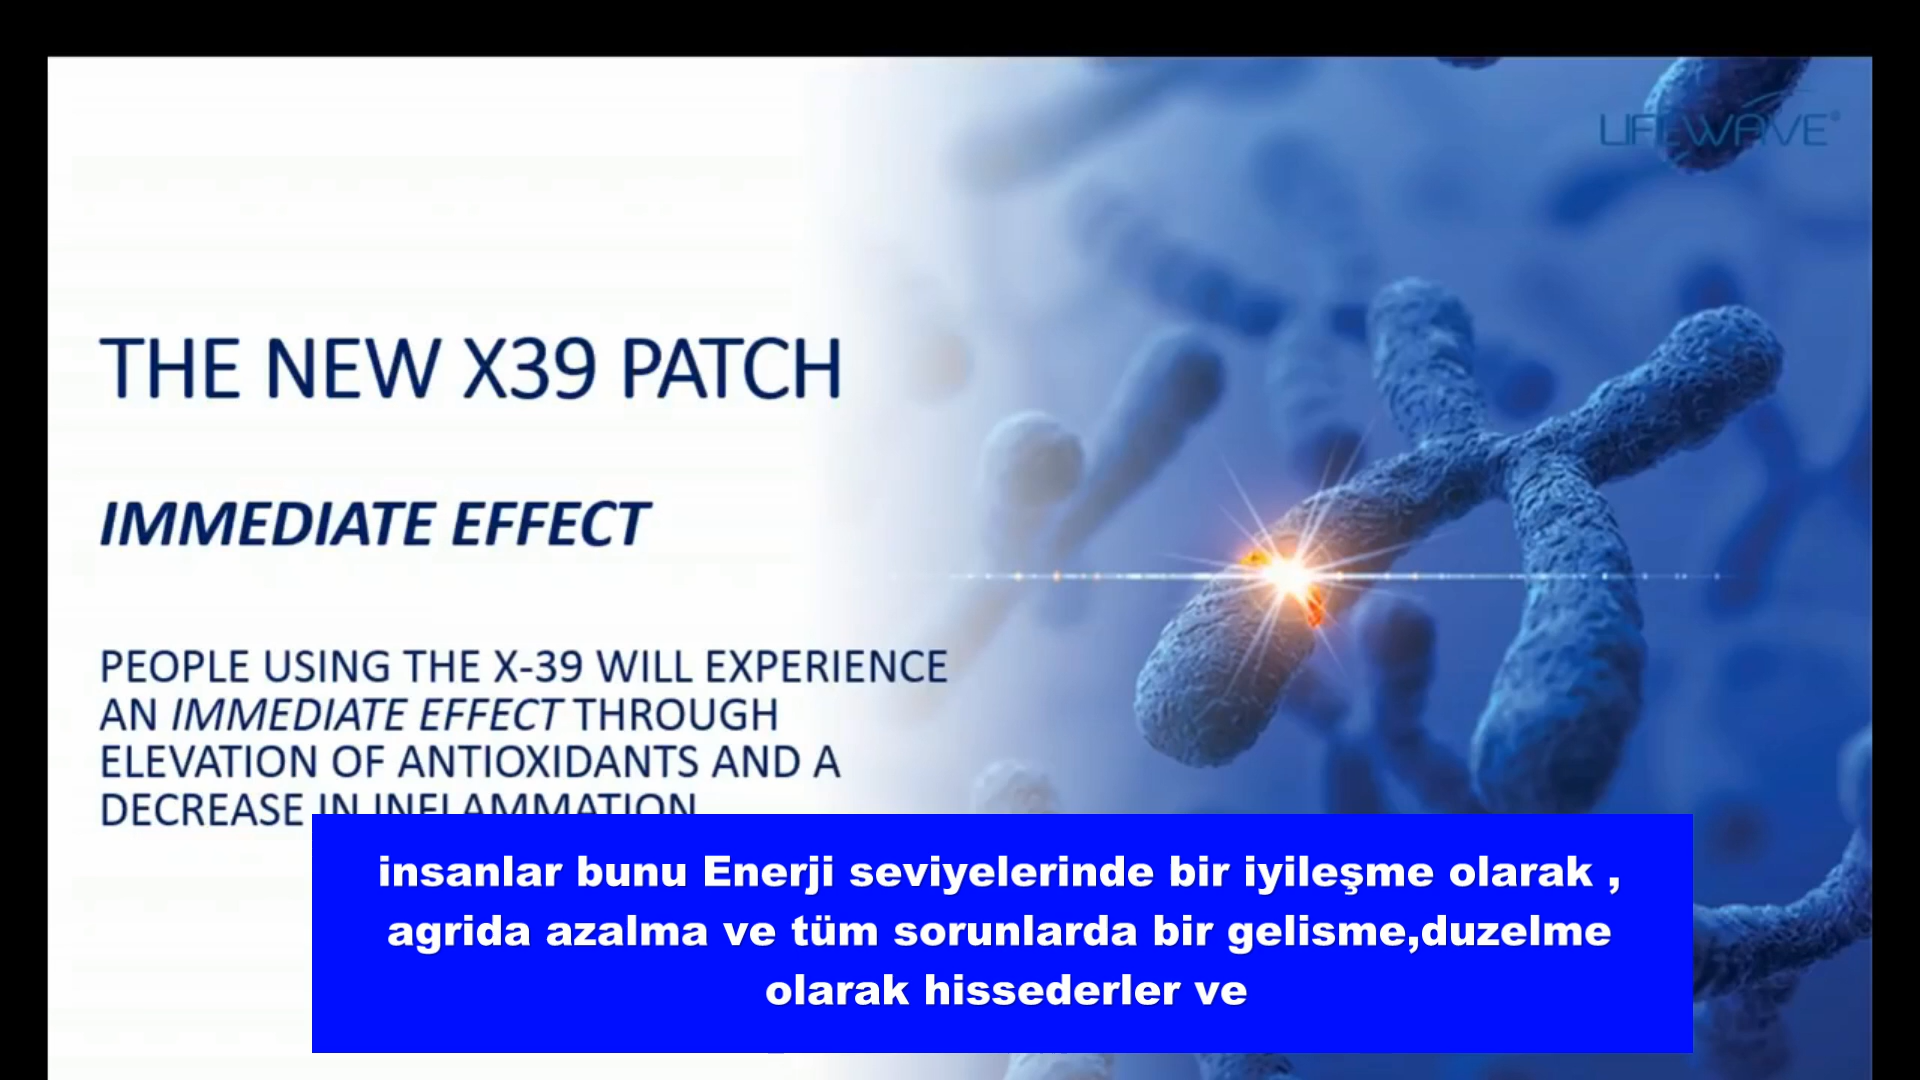 LIFEWAVE®
THE NEW X39 PATCH
IMMEDIATE EFFECT
PEOPLE USING THE X-39 WILL EXPERIENCE
AN IMMEDIATE EFFECT THROUGH
ELEVATION OF ANTIOXIDANTS AND A
DECREASE IN INFLAMMATION
insanlar bunu Enerji seviyelerinde bir iyileşme olarak ,
agrida azalma ve tüm sorunlarda bir gelisme,duzelme
olarak hissederler ve